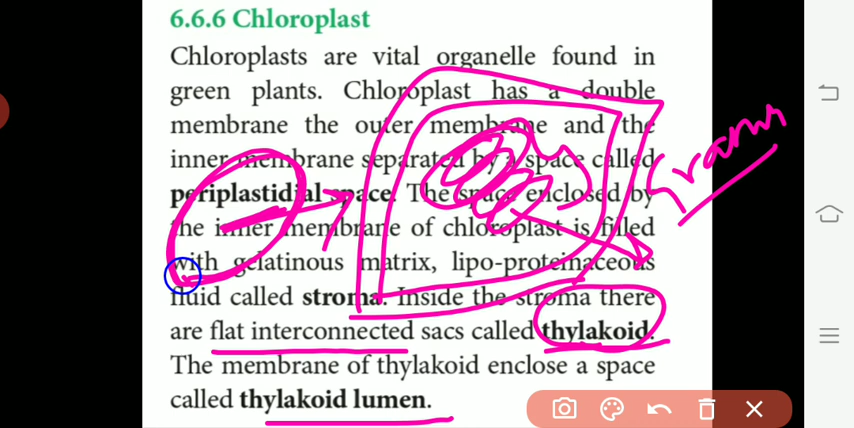 6.6.6 Chloroplast
Chloroplasts are vital organelle found in
green plants. Chloroplast has a double
membrane the outer membrane and the
inner membrane separated by a space called
periplastidial space. The space enclosed by
the inner membrane of chloroplast is filled
with gelatinous matrix, lipo-proteinaceous
fluid called stroma. Inside the stroma there
are flat interconnected sacs called thylakoid.
The membrane of thylakoid enclose a space
called thylakoid lumen.